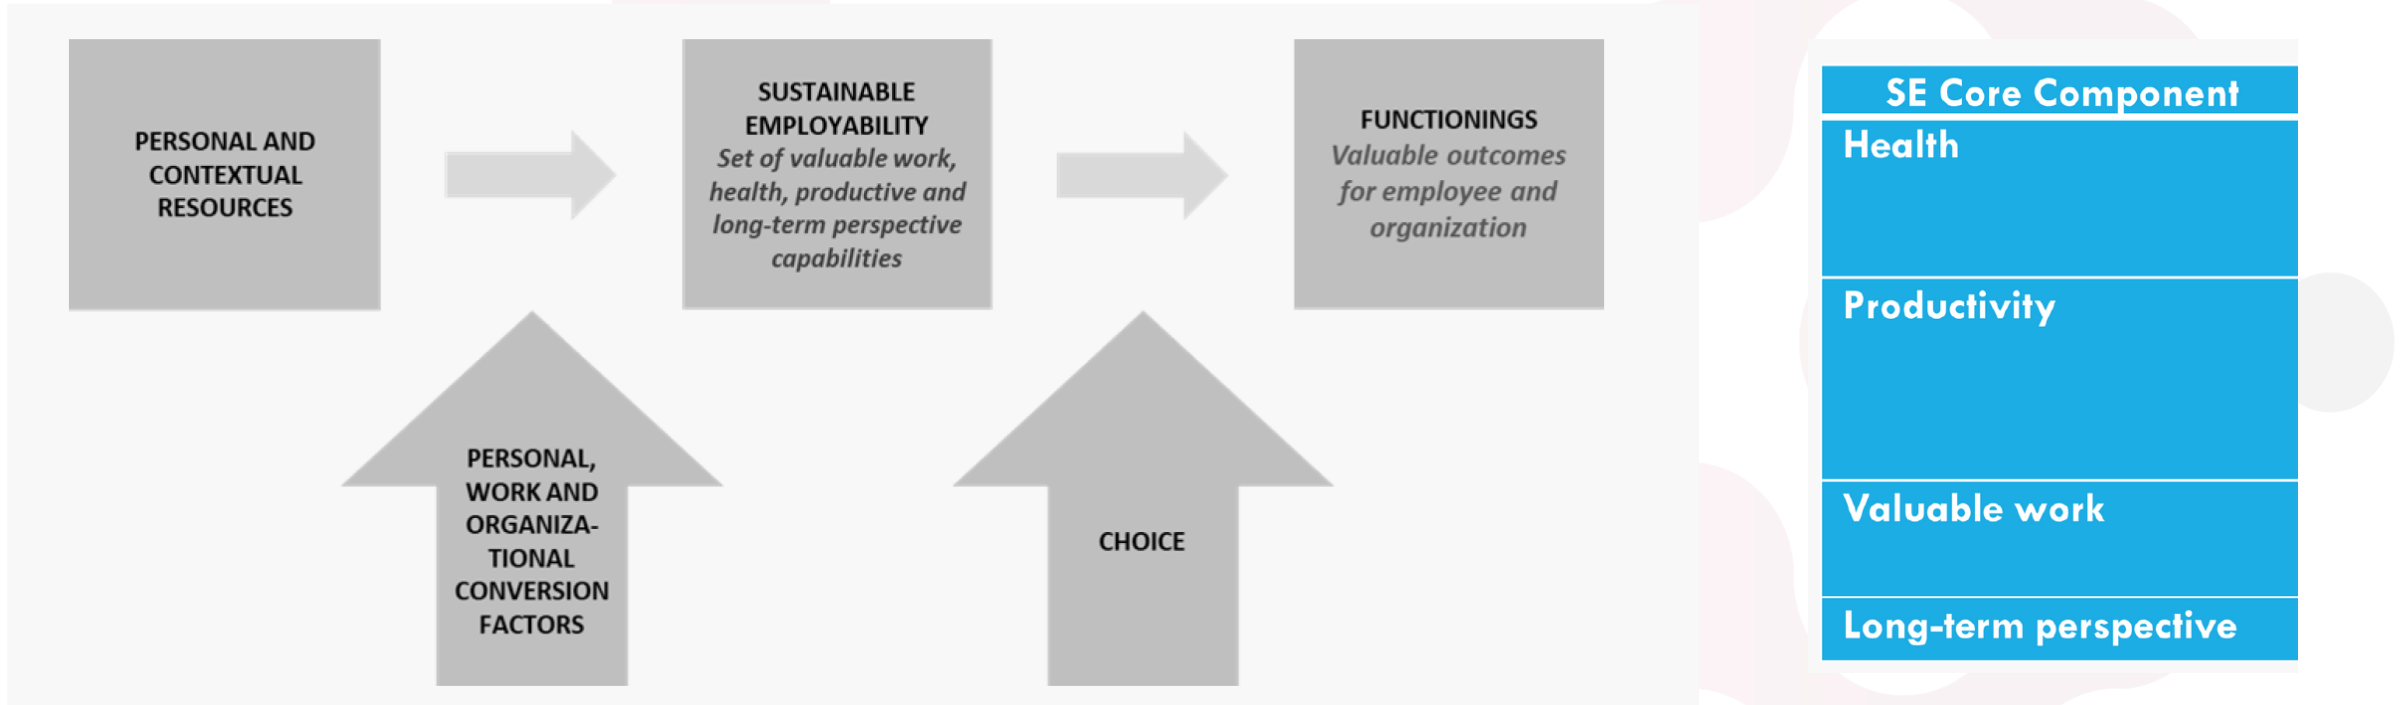 PERSONAL AND
CONTEXTUAL
RESOURCES
SUSTAINABLE
EMPLOYABILITY
Set of valuable work,
health, productive and
long-term perspective
capabilities
FUNCTIONINGS
Valuable outcomes
for employee and
organization
PERSONAL,
WORK AND
ORGANIZA-
TIONAL
CONVERSION
FACTORS
CHOICE
SE Core Component
Health
Productivity
Valuable work
Long-term perspective